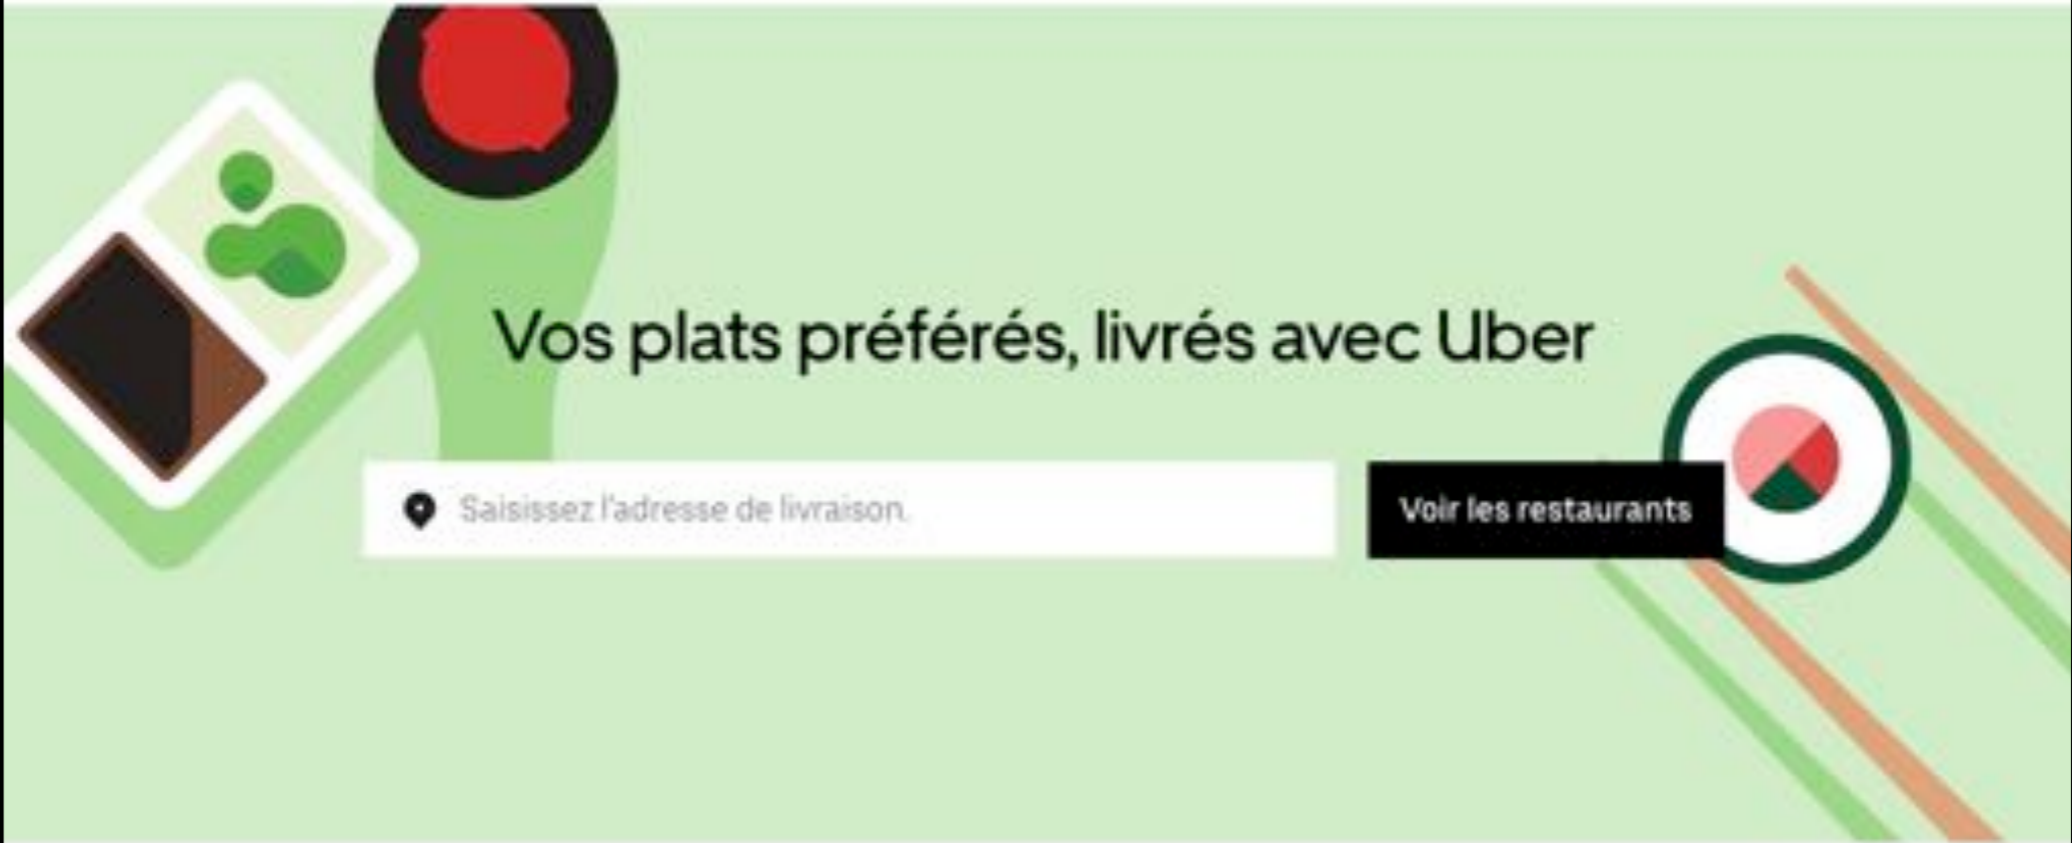 Vos plats préférés, livrés avec Uber
Saisissez l'adresse de livraison.
Voir les restaurants